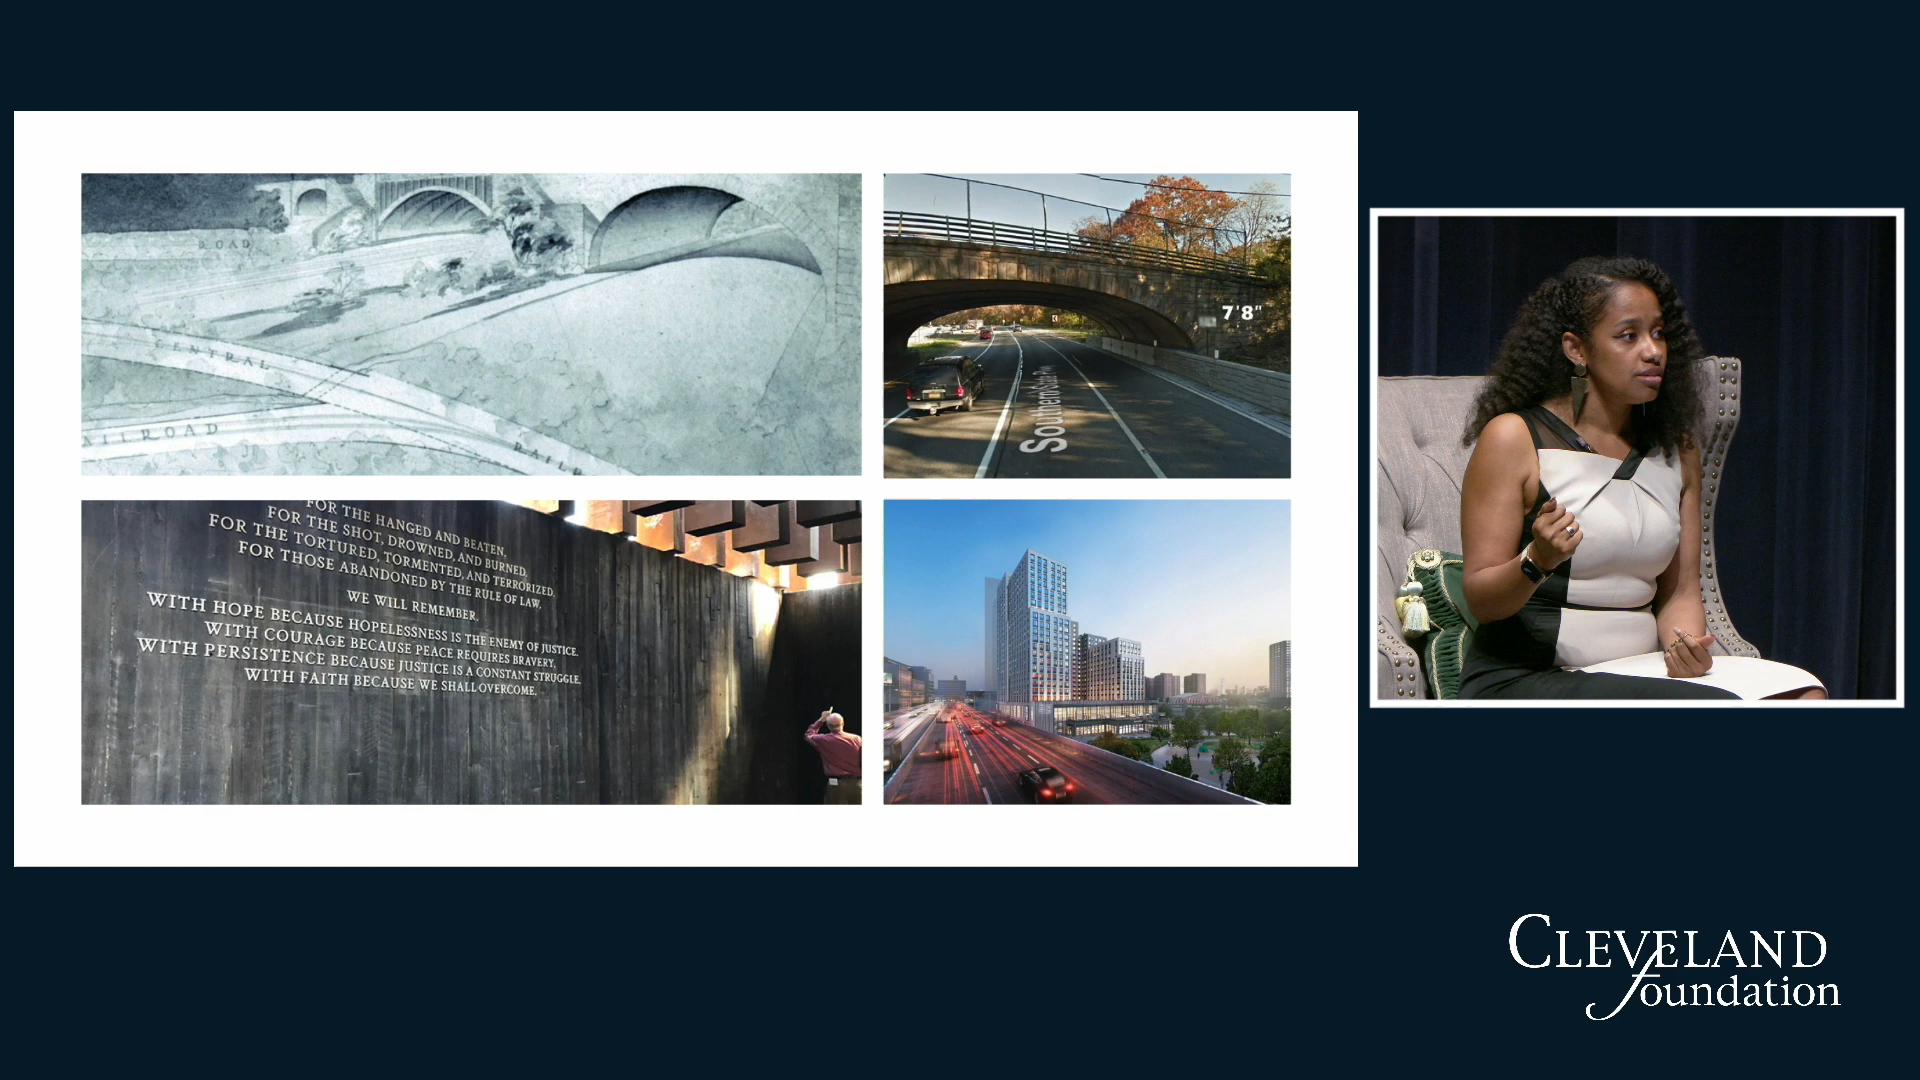 ROAD
CENTRAL
RAILROAD
7'8"
Southern State
FOR THE HANGED AND BEATEN,
FOR THE SHOT, DROWNED, AND BURNED,
FOR THE TORTURED, TORMENTED, AND TERRORIZED.
FOR THOSE ABANDONED BY THE RULE OF LAW.
WE WILL REMEMBER.
WITH HOPE BECAUSE HOPELESSNESS IS THE ENEMY OF JUSTICE.
WITH COURAGE BECAUSE PEACE REQUIRES BRAVERY.
WITH PERSISTENCE BECAUSE JUSTICE IS A CONSTANT STRUGGLE.
WITH FAITH BECAUSE WE SHALL OVERCOME.
CLEVELAND
foundation